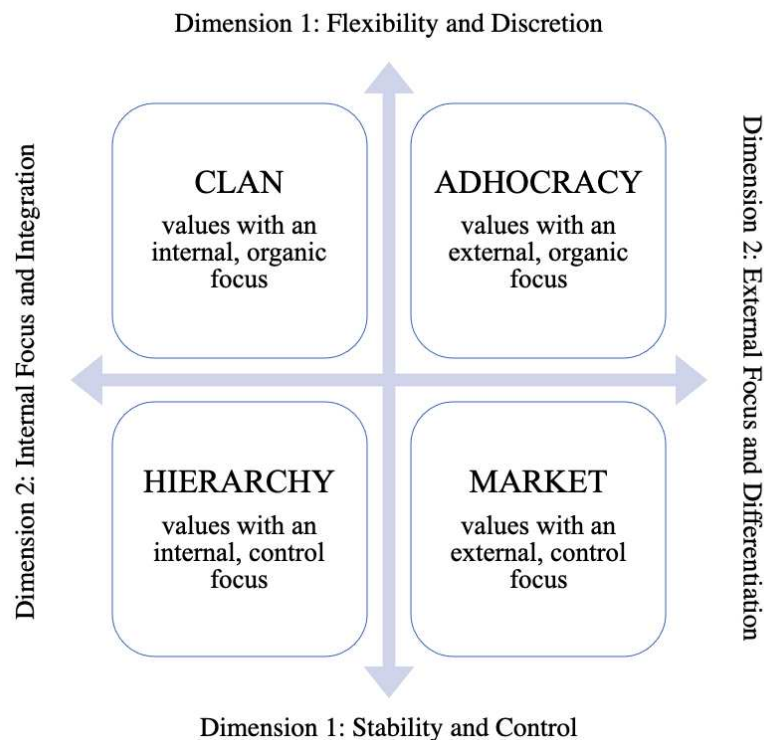 Dimension 1: Flexibility and Discretion
Dimension 2: Internal Focus and Integration
CLAN
values with an
internal, organic
focus
ADHOCRACY
values with an
external, organic
focus
Dimension 2: External Focus and Differentiation
HIERARCHY
values with an
internal, control
focus
MARKET
values with an
external, control
focus
Dimension 1: Stability and Control